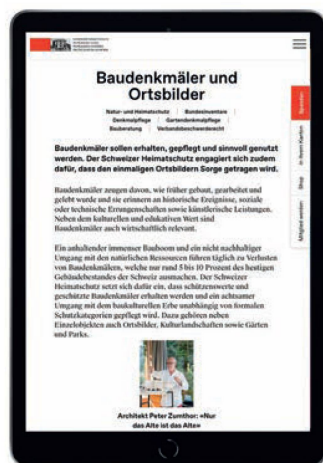 Baudenkmäler und
Ortsbilder
Natur- und Heimatschutz | Bundesinventare |
Denkmalpflege | Gartendenkmalpflege |
Bauberatung | Verbandsbeschwerderecht
Baudenkmäler sollen erhalten, gepflegt und sinnvoll genutzt
werden. Der Schweizer Heimatschutz engagiert sich zudem
dafür, dass den einmaligen Ortsbildern Sorge getragen wird.
Baudenkmäler zeugen davon, wie früher gebaut, gearbeitet und
gelebt wurde und sie erinnern an historische Ereignisse, soziale
oder technische Errungenschaften sowie künstlerische Leistungen.
Neben dem kulturellen und edukativen Wert sind
Baudenkmäler auch wirtschaftlich relevant.
Ein anhaltender immenser Bauboom und ein nicht nachhaltiger
Umgang mit den natürlichen Ressourcen führen täglich zu Verlusten
von Baudenkmälern, welche nur rund 5 bis 10 Prozent des heutigen
Gebäudebestandes der Schweiz ausmachen. Der Schweizer
Heimatschutz setzt sich dafür ein, dass schützenswerte und
geschützte Baudenkmäler erhalten werden und ein achtsamer
Umgang mit dem baukulturellen Erbe unabhängig von formalen
Schutzkategorien gepflegt wird. Dazu gehören neben
Einzelobjekten auch Ortsbilder, Kulturlandschaften sowie Gärten
und Parks.
Architekt Peter Zumthor: «Nur
das Alte ist das Alte»
Spenden
In Ihrem Kanton
Shop
Mitglied werden